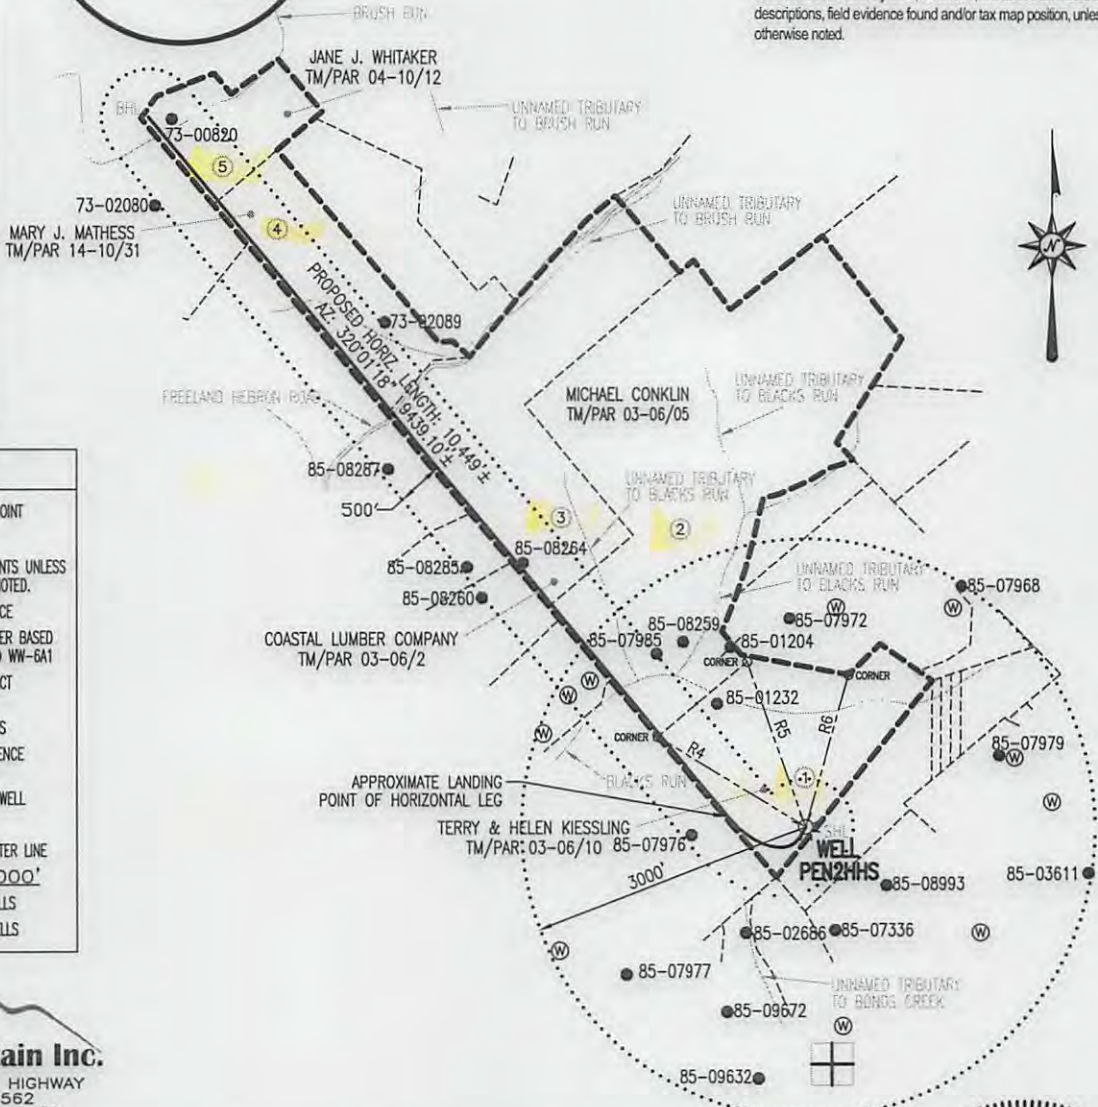 descriptions, field evidence found and/or tax map position, unles
otherwise noted.
BRUSH RUN
JANE J. WHITAKER
TM/PAR 04-10/12
BHL
73-00820
UNNAMED TRIBUTARY
TO BRUSH RUN
⑤
73-02080
④
MARY J. MATHESS
TM/PAR 14-10/31
UNNAMED TRIBUTARY
TO BRUSH RUN
N
PROPOSED HORIZ. LENGTH: 10,449'±
AZ: 320°01'18" 19439.10'±
73-02089
FREELAND HEBRON ROAD
MICHAEL CONKLIN
TM/PAR 03-06/05
UNNAMED TRIBUTARY
TO BLACKS RUN
85-08287
500'
UNNAMED TRIBUTARY
TO BLACKS RUN
③
②
85-08264
85-08285
85-08260
UNNAMED TRIBUTARY
TO BLACKS RUN
85-07968
W
W
85-07972
COASTAL LUMBER COMPANY
TM/PAR 03-06/2
85-08259
85-07985
85-01204
CORNER
CORNER
W
W
W
85-01232
R5
R6
R4
CORNER
85-07979
W
BLACKS RUN
①
W
APPROXIMATE LANDING
POINT OF HORIZONTAL LEG
TERRY & HELEN KIESSLING
TM/PAR 03-06/10
85-07976
SHL
WELL
PEN2HHS
3000'
85-08993
85-03611
85-02686
85-07336
W
W
85-07977
UNNAMED TRIBUTARY
TO BONDS CREEK
85-09672
W
85-09632
OINT
NTS UNLESS
OTED.
CE
ER BASED
WW-6A1
CT
S
ENCE
WELL
TER LINE
000'
LLS
LLS
ain Inc.
HIGHWAY
562